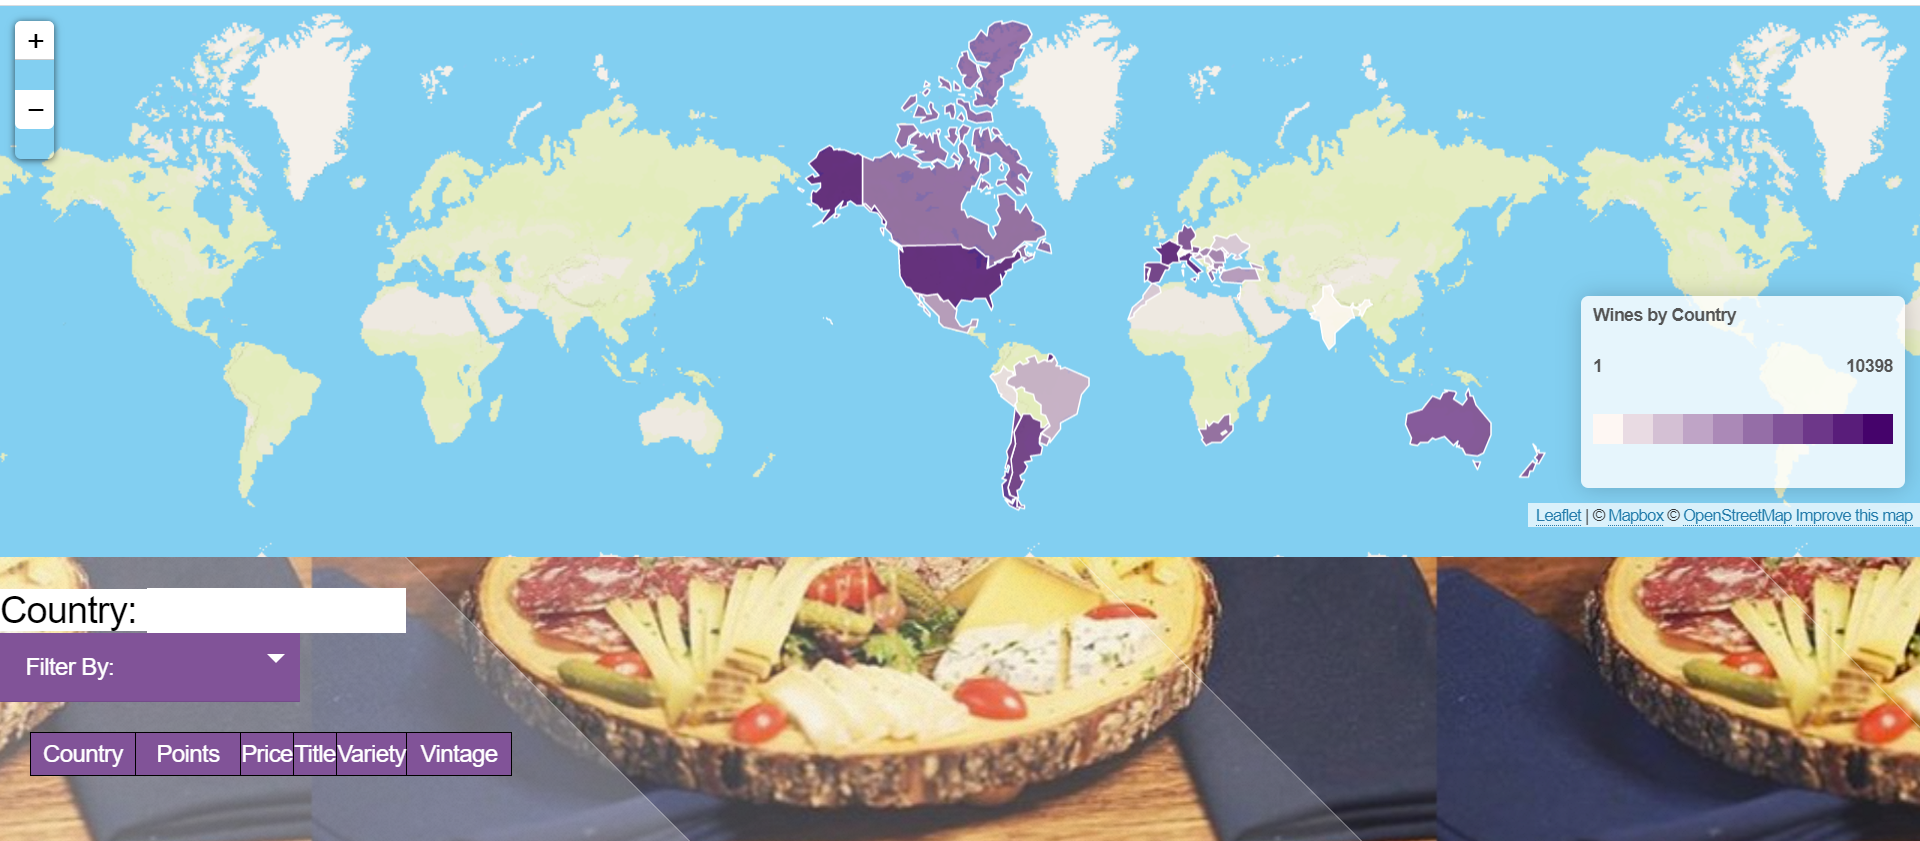 +
−
Wines by Country
1 10398
Leaflet | © Mapbox © OpenStreetMap Improve this map
Country:
Filter By:
Country Points Price Title Variety Vintage